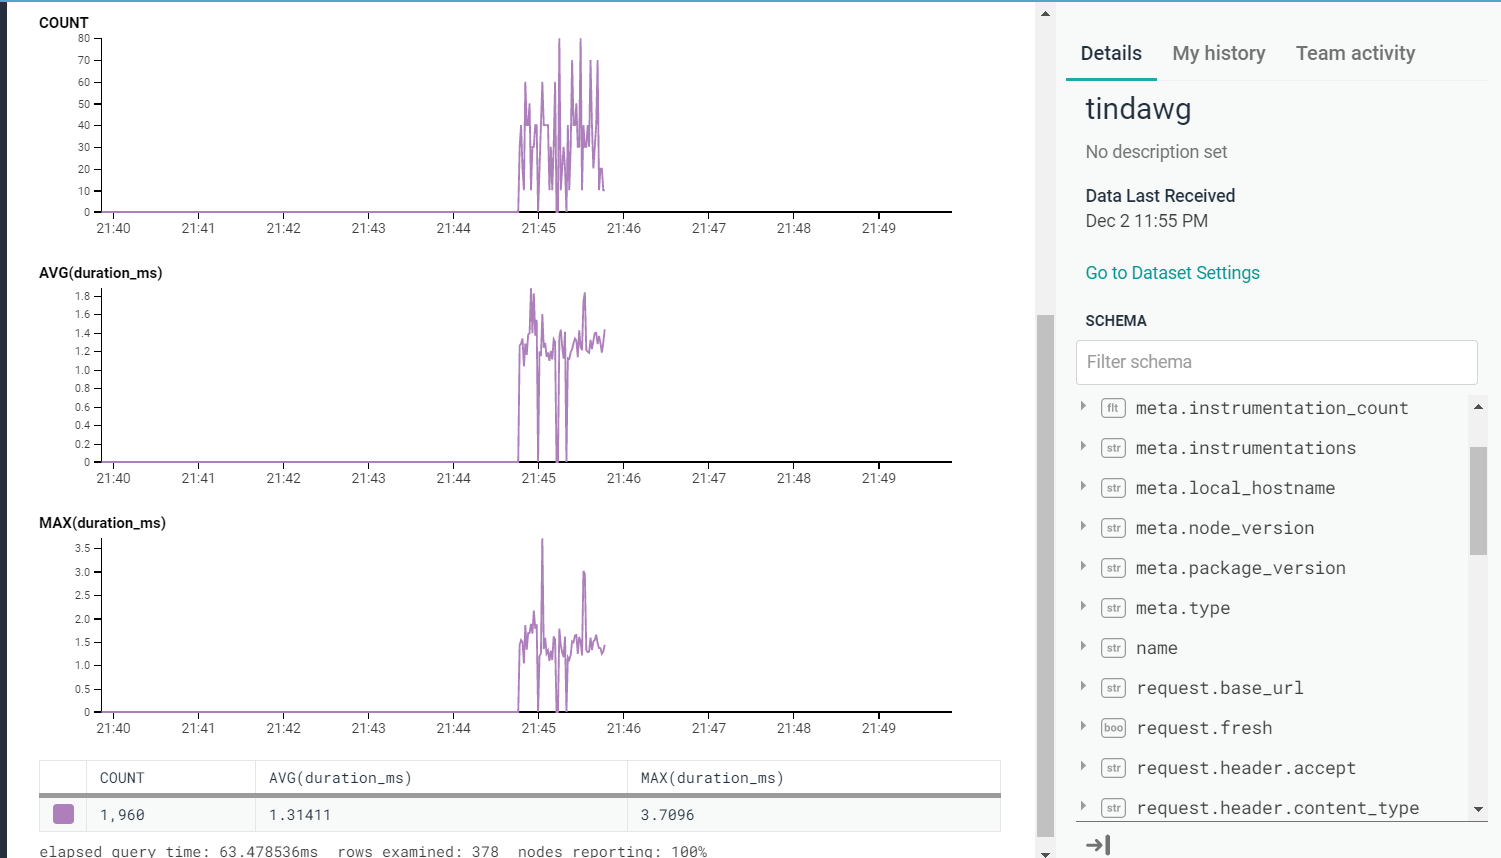 COUNT
80
70
60
50
40
30
20
10
0
21:40 21:41 21:42 21:43 21:44 21:45 21:46 21:47 21:48 21:49
AVG(duration_ms)
1.8
1.6
1.4
1.2
1.0
0.8
0.6
0.4
0.2
0
21:40 21:41 21:42 21:43 21:44 21:45 21:46 21:47 21:48 21:49
MAX(duration_ms)
3.5
3.0
2.5
2.0
1.5
1.0
0.5
0
21:40 21:41 21:42 21:43 21:44 21:45 21:46 21:47 21:48 21:49
COUNT AVG(duration_ms) MAX(duration_ms)
1,960 1.31411 3.7096
elapsed query time: 63.478536ms rows examined: 378 nodes reporting: 100%
Details My history Team activity
tindawg
No description set
Data Last Received
Dec 2 11:55 PM
Go to Dataset Settings
SCHEMA
Filter schema
flt meta.instrumentation_count
str meta.instrumentations
str meta.local_hostname
str meta.node_version
str meta.package_version
str meta.type
str name
str request.base_url
boo request.fresh
str request.header.accept
str request.header.content_type